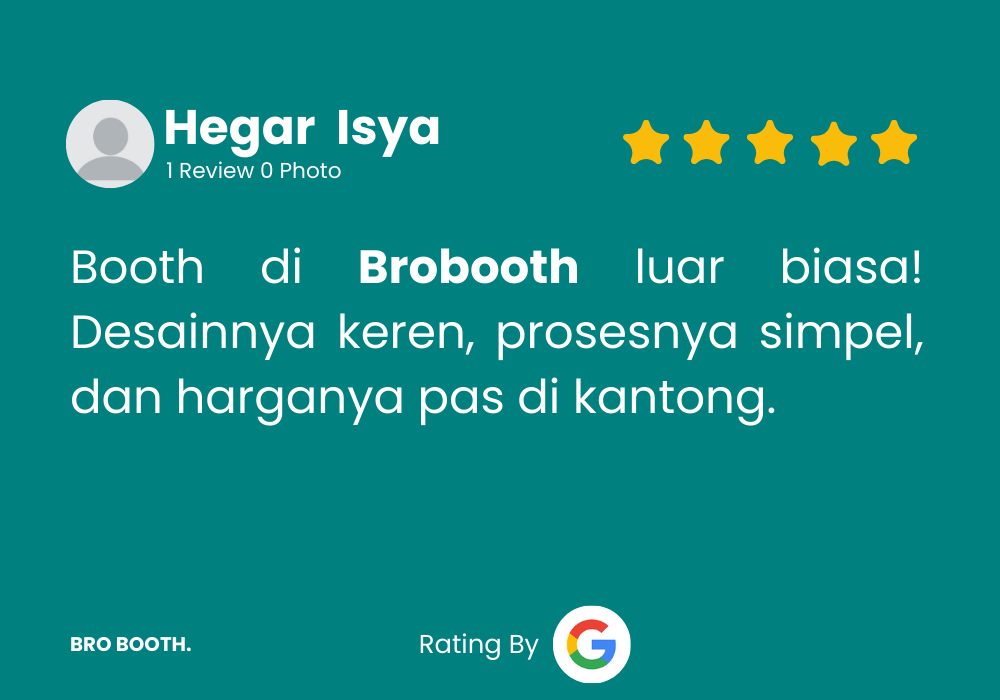 Hegar Isya
1 Review 0 Photo
Booth di Brobooth luar biasa!
Desainnya keren, prosesnya simpel,
dan harganya pas di kantong.
BRO BOOTH.
Rating By